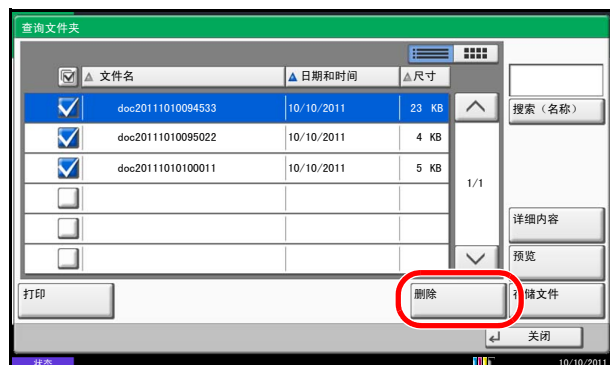 查询文件夹
文件名 日期和时间 尺寸
doc20111010094533 10/10/2011 23 KB
doc20111010095022 10/10/2011 4 KB
doc20111010100011 10/10/2011 5 KB
1/1
搜索（名称）
详细内容
预览
打印 删除 存储文件
关闭
状态 10/10/2011